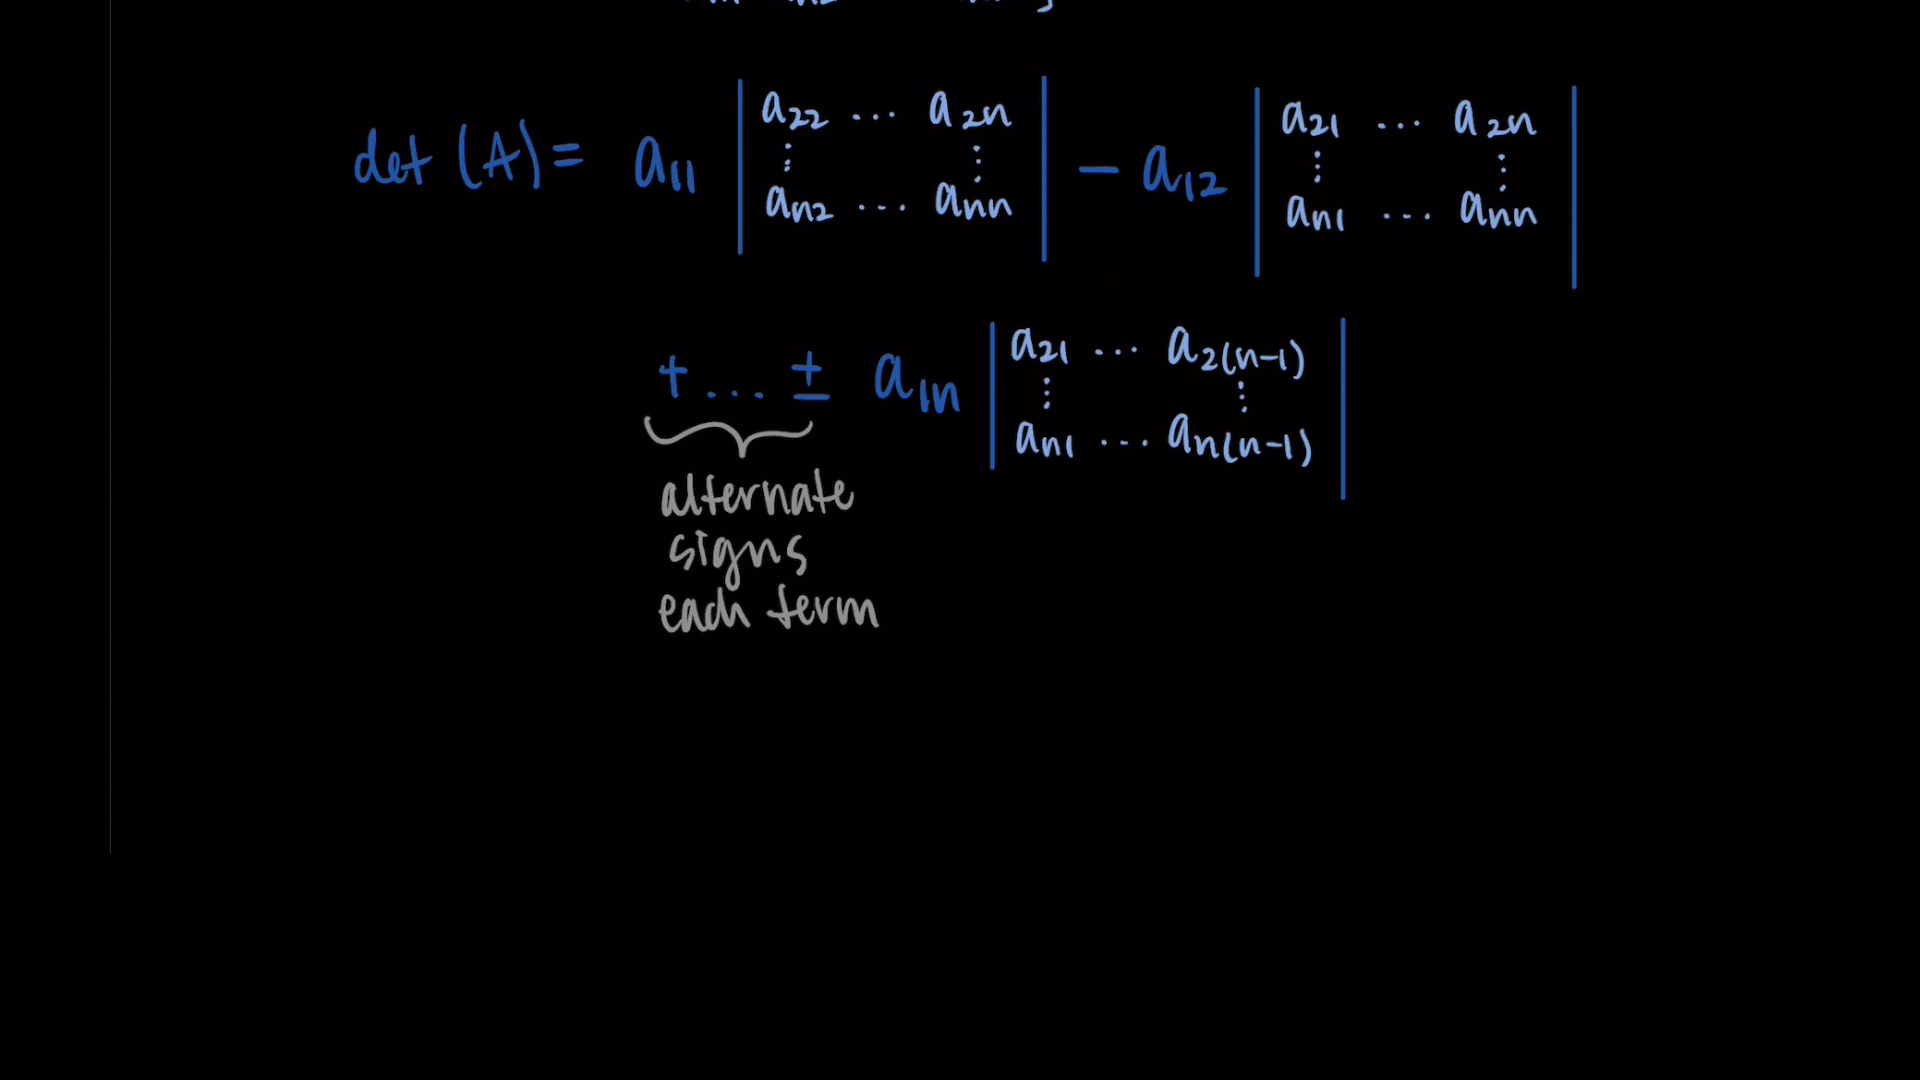 det (A) = a₁₁ | a₂₂ ... a₂ₙ | - a₁₂ | a₂₁ ... a₂ₙ |
⋮ ⋮ ⋮ ⋮
aₙ₂ ... aₙₙ aₙ₁ ... aₙₙ
+ ... ± a₁ₙ | a₂₁ ... a₂₍ₙ₋₁₎ |
⋮ ⋮
aₙ₁ ... aₙ₍ₙ₋₁₎
alternate
signs
each term